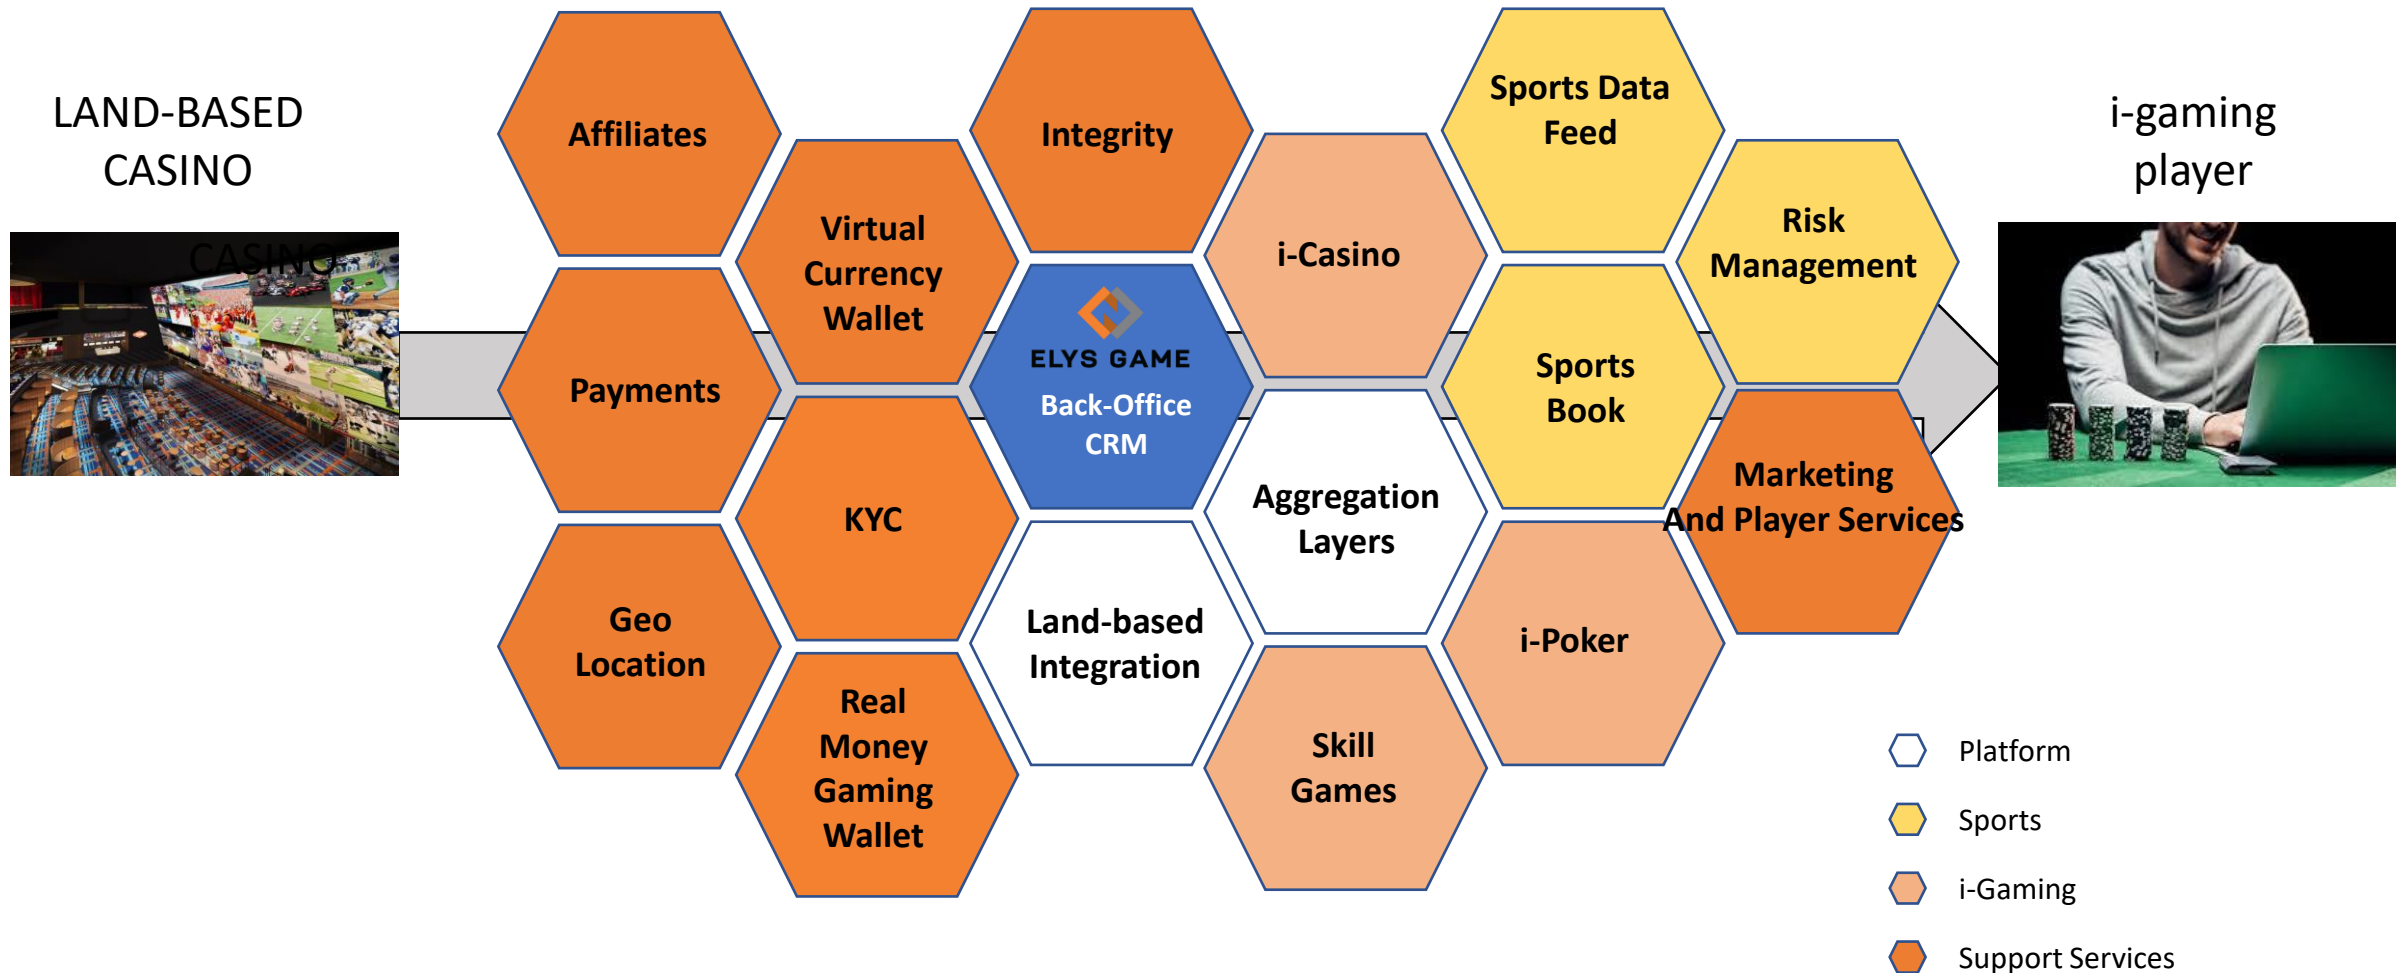 LAND-BASED
CASINO
CASINO
Affiliates
Payments
Geo
Location
Virtual
Currency
Wallet
KYC
Real
Money
Gaming
Wallet
Integrity
ELYS GAME
Back-Office
CRM
Land-based
Integration
i-Casino
Aggregation
Layers
Skill
Games
Sports Data
Feed
Sports
Book
i-Poker
Risk
Management
Marketing
And Player Services
i-gaming
player
Platform
Sports
i-Gaming
Support Services